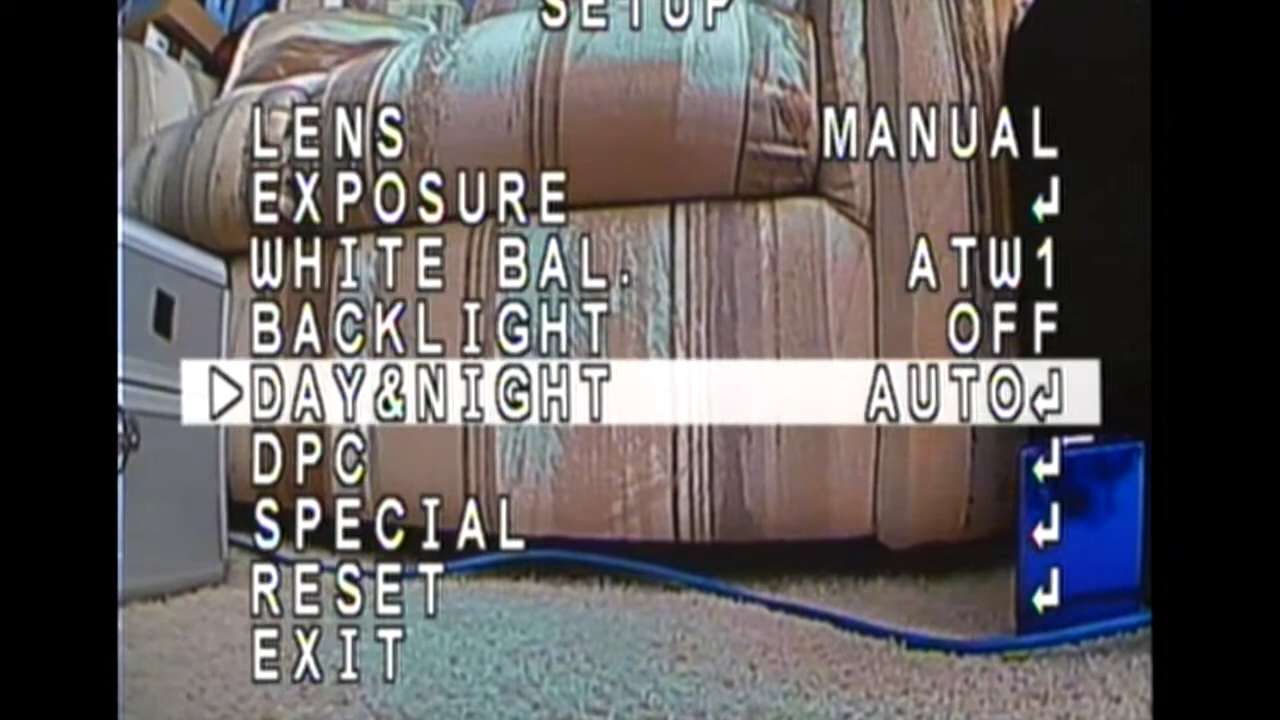 SETUP
LENS MANUAL
EXPOSURE ↲
WHITE BAL. ATW1
BACKLIGHT OFF
▷DAY&NIGHT AUTO↲
DPC ↲
SPECIAL ↲
RESET ↲
EXIT